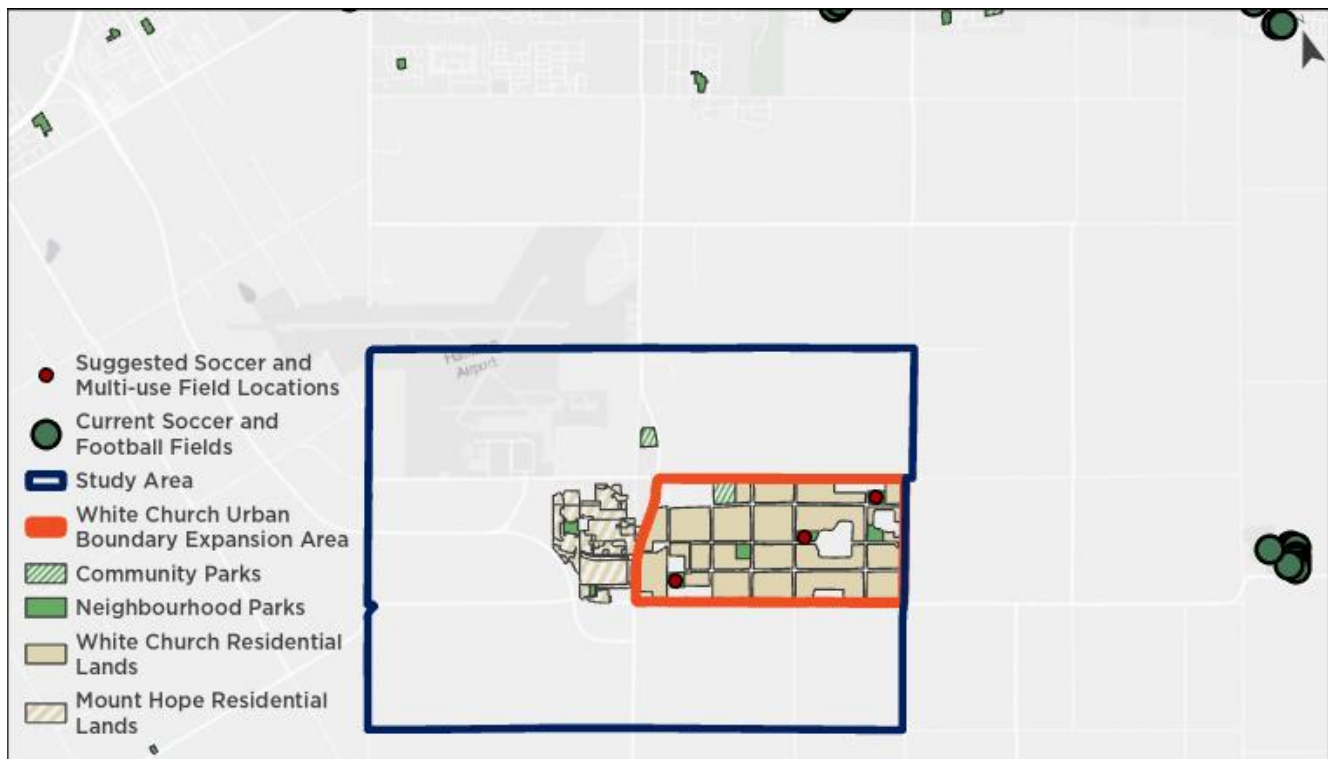 Airport
Suggested Soccer and
Multi-use Field Locations
Current Soccer and
Football Fields
Study Area
White Church Urban
Boundary Expansion Area
Community Parks
Neighbourhood Parks
White Church Residential
Lands
Mount Hope Residential
Lands